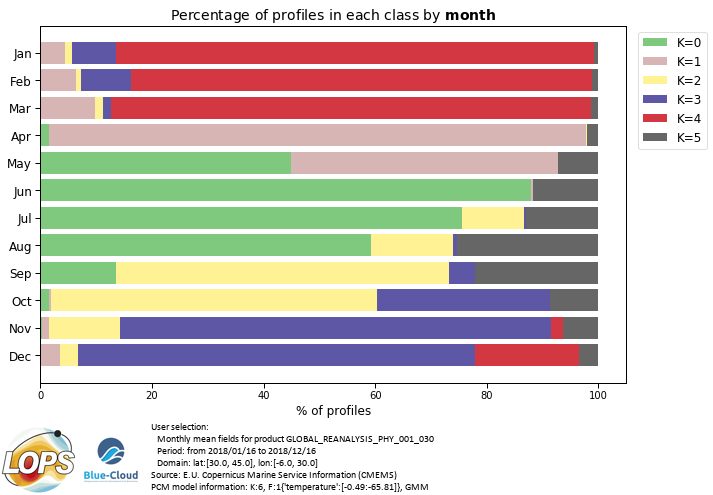 Percentage of profiles in each class by month
Jan
Feb
Mar
Apr
May
Jun
Jul
Aug
Sep
Oct
Nov
Dec
0 20 40 60 80 100
% of profiles
K=0
K=1
K=2
K=3
K=4
K=5
LOPS
Blue-Cloud
User selection:
Monthly mean fields for product GLOBAL_REANALYSIS_PHY_001_030
Period: from 2018/01/16 to 2018/12/16
Domain: lat:[30.0, 45.0], lon:[-6.0, 30.0]
Source: E.U. Copernicus Marine Service Information (CMEMS)
PCM model information: K:6, F:1{'temperature':[-0.49:-65.81]}, GMM